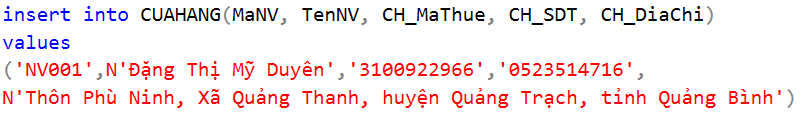 insert into CUAHANG(MaNV, TenNV, CH_MaThue, CH_SDT, CH_DiaChi)
values
('NV001',N'Đặng Thị Mỹ Duyên','3100922966','0523514716',
N'Thôn Phù Ninh, Xã Quảng Thanh, huyện Quảng Trạch, tỉnh Quảng Bình')